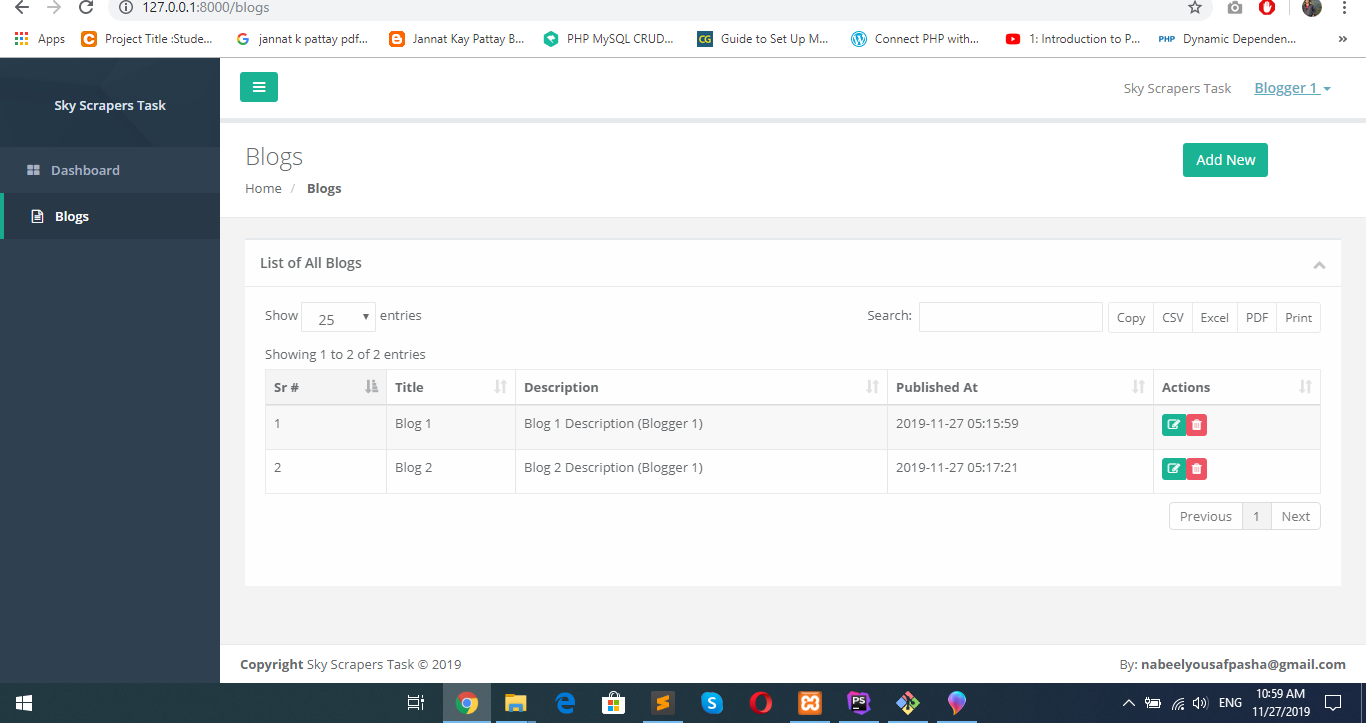 127.0.0.1:8000/blogs
Apps Project Title :Stude... jannat k pattay pdf... Jannat Kay Pattay B... PHP MySQL CRUD... CG Guide to Set Up M... Connect PHP with... 1: Introduction to P... PHP Dynamic Dependen... »
Sky Scrapers Task
Sky Scrapers Task Blogger 1
Dashboard
Blogs
Blogs
Add New
Home / Blogs
List of All Blogs
Show 25 entries Search: Copy CSV Excel PDF Print
Showing 1 to 2 of 2 entries
Sr # Title Description Published At Actions
1 Blog 1 Blog 1 Description (Blogger 1) 2019-11-27 05:15:59
2 Blog 2 Blog 2 Description (Blogger 1) 2019-11-27 05:17:21
Previous 1 Next
Copyright Sky Scrapers Task © 2019 By: nabeelyousafpasha@gmail.com
PS ENG 10:59 AM
11/27/2019